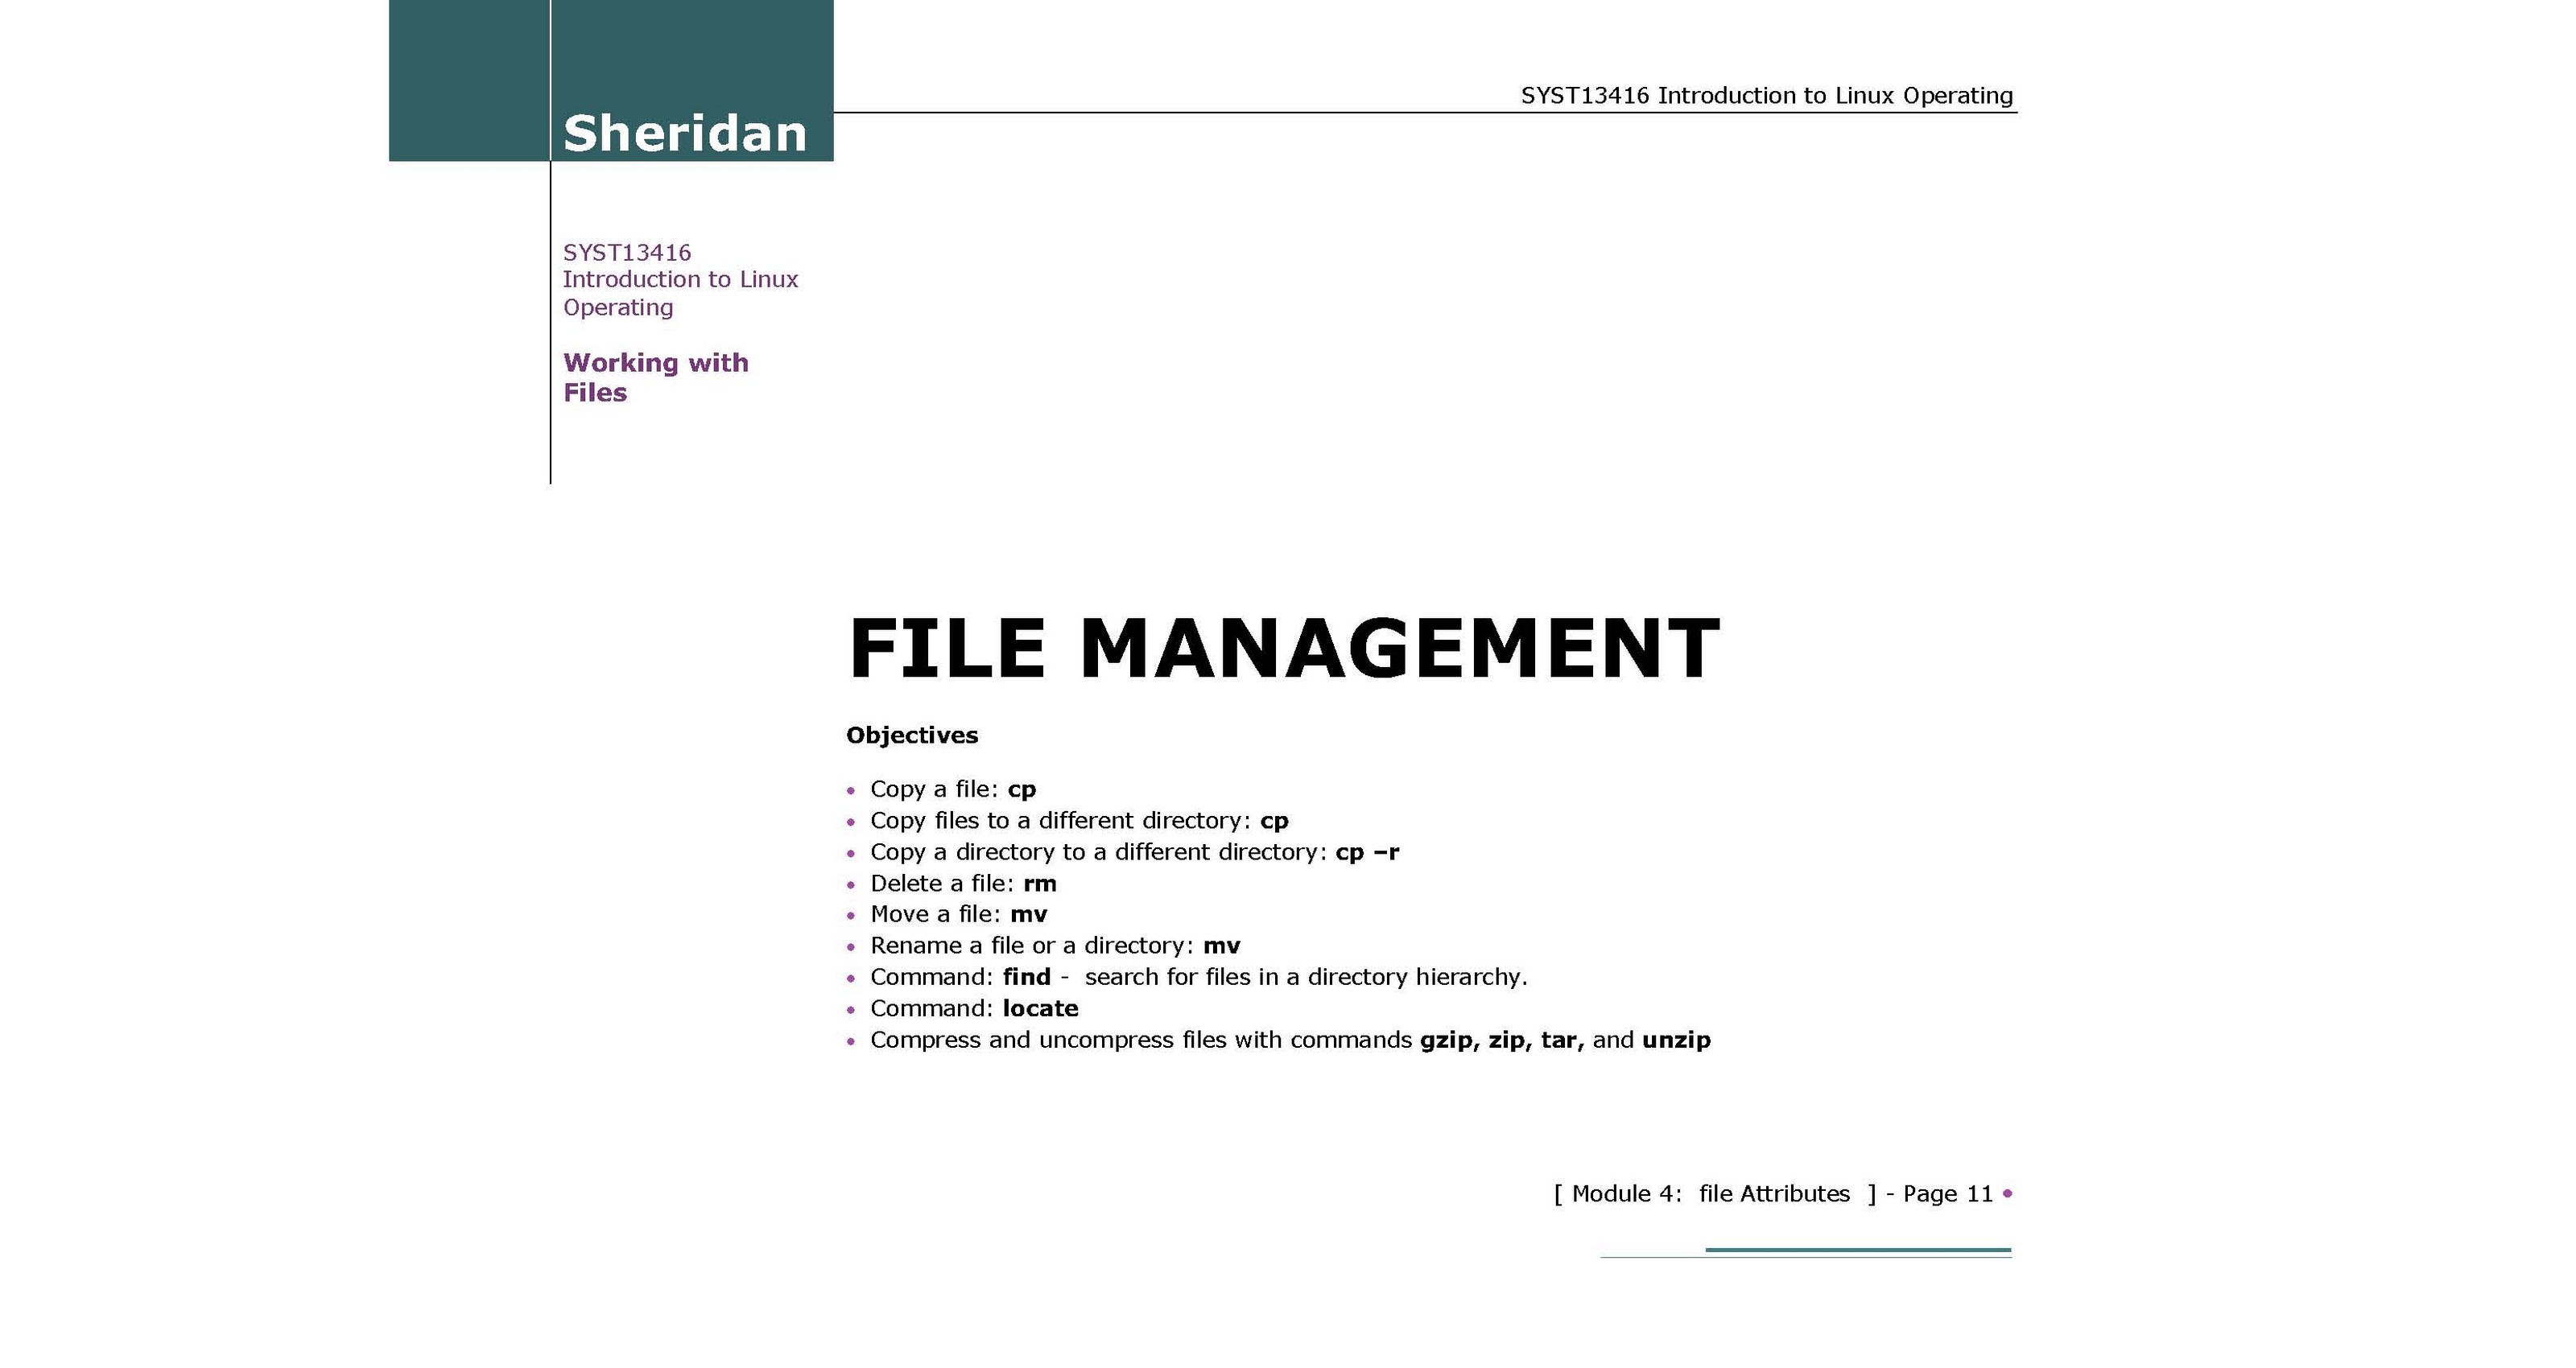 SYST13416 Introduction to Linux Operating
Sheridan
SYST13416
Introduction to Linux
Operating
Working with
Files
FILE MANAGEMENT
Objectives
• Copy a file: cp
• Copy files to a different directory: cp
• Copy a directory to a different directory: cp –r
• Delete a file: rm
• Move a file: mv
• Rename a file or a directory: mv
• Command: find -  search for files in a directory hierarchy.
• Command: locate
• Compress and uncompress files with commands gzip, zip, tar, and unzip
[ Module 4:  file Attributes  ] - Page 11 •